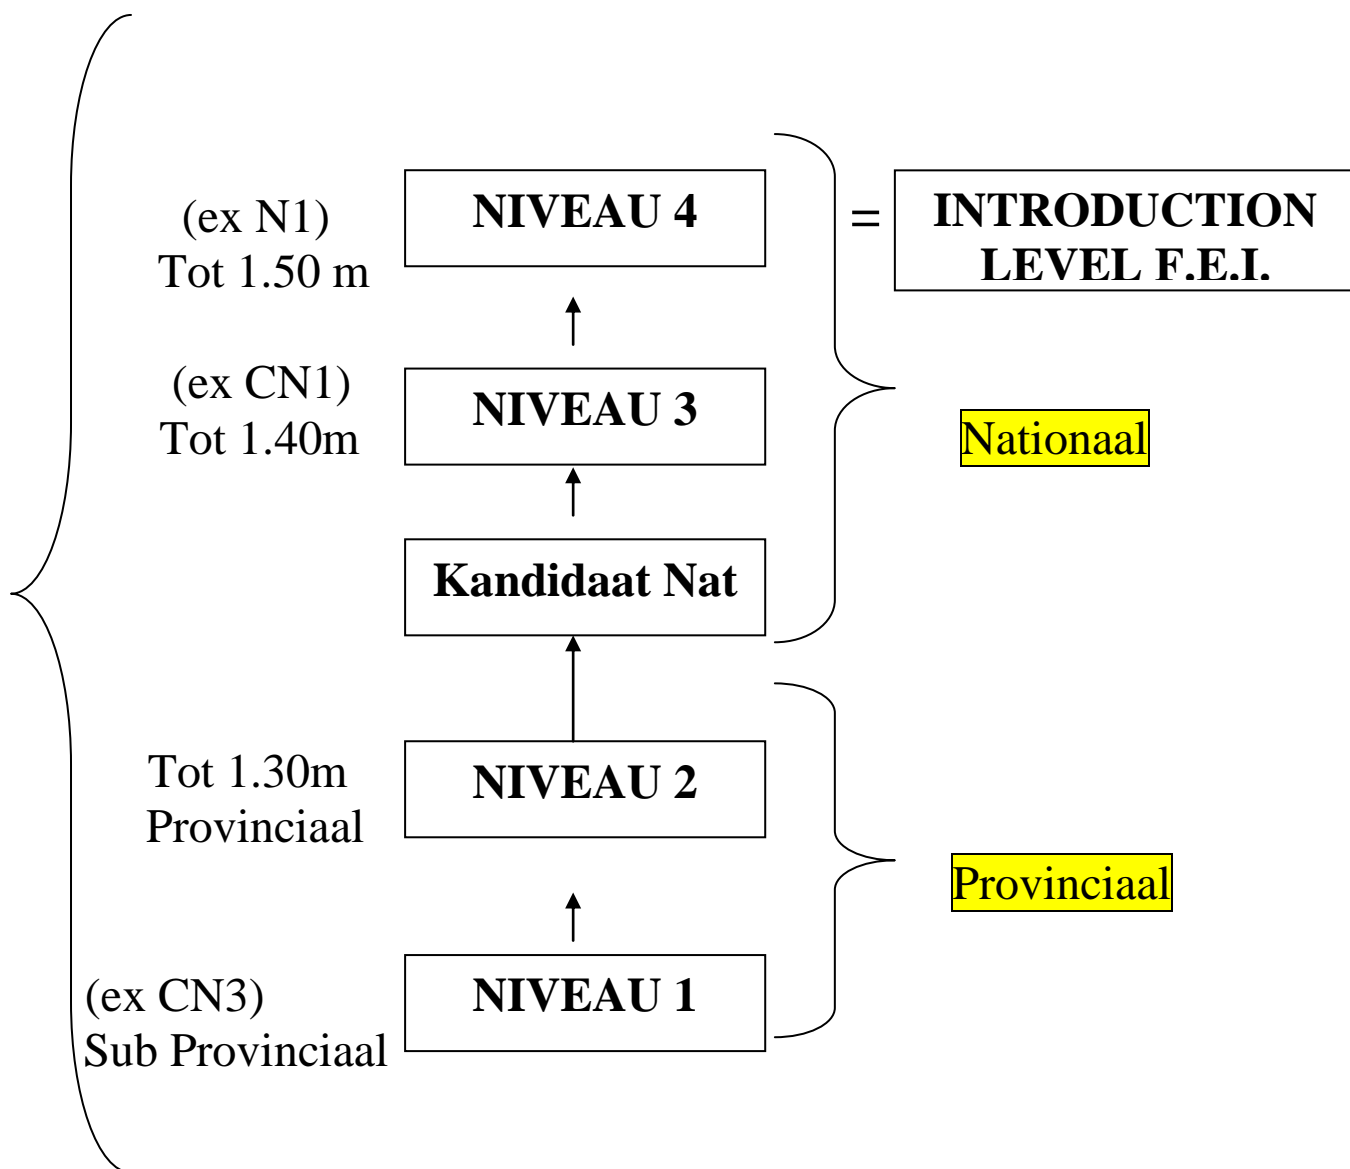 (ex N1)
Tot 1.50 m
NIVEAU 4
=
INTRODUCTION
LEVEL F.E.I.
(ex CN1)
Tot 1.40m
NIVEAU 3
Nationaal
Kandidaat Nat
Tot 1.30m
Provinciaal
NIVEAU 2
Provinciaal
(ex CN3)
Sub Provinciaal
NIVEAU 1